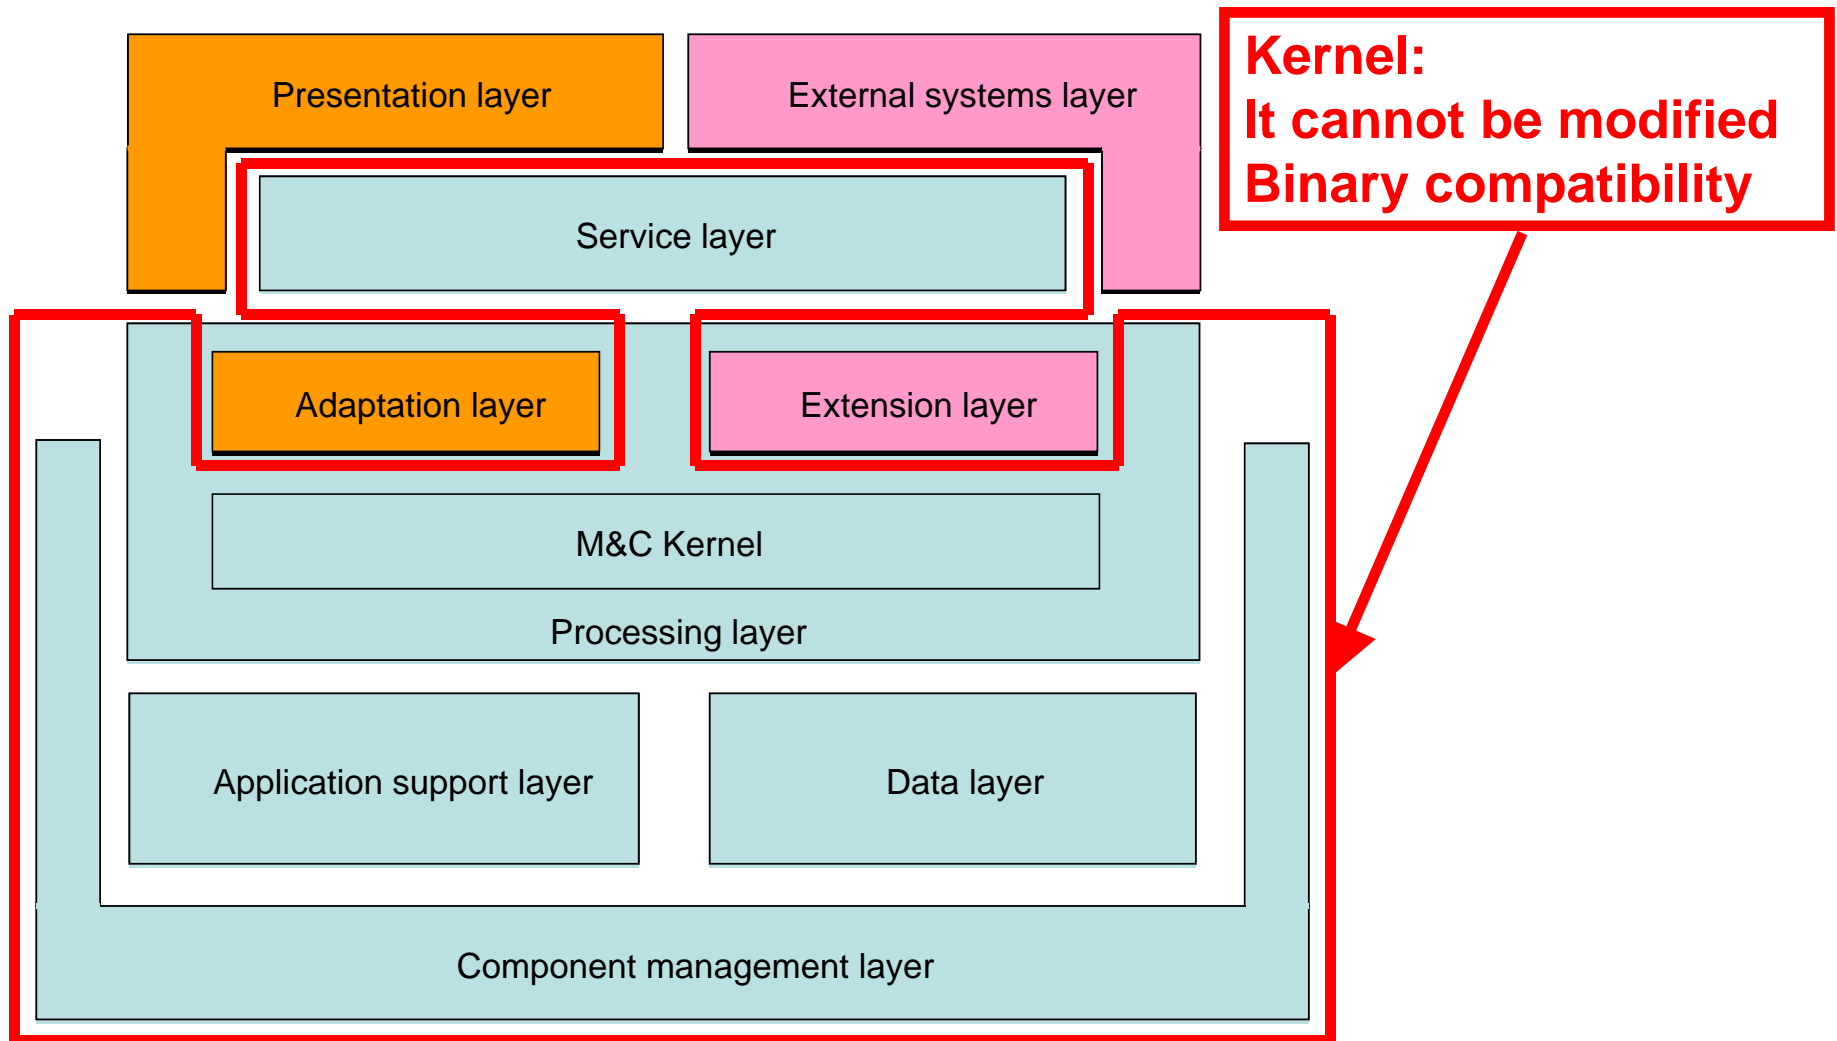 Presentation layer
External systems layer
Kernel:
It cannot be modified
Binary compatibility
Service layer
Adaptation layer
Extension layer
M&C Kernel
Processing layer
Application support layer
Data layer
Component management layer